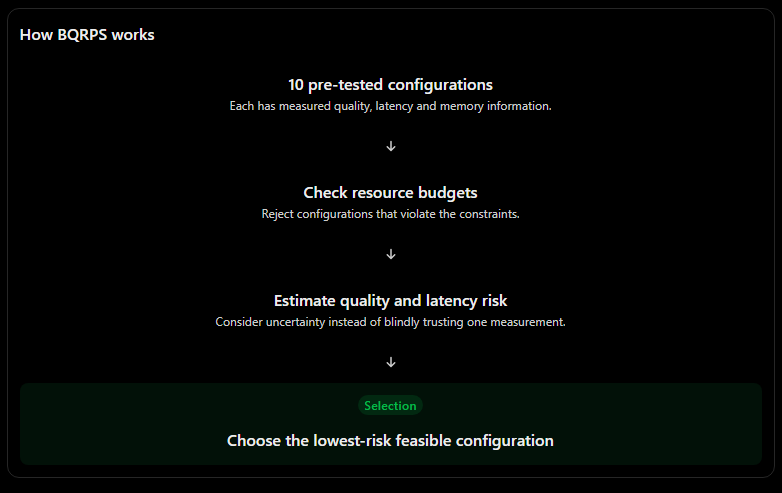 How BQRPS works
10 pre-tested configurations
Each has measured quality, latency and memory information.
↓
Check resource budgets
Reject configurations that violate the constraints.
↓
Estimate quality and latency risk
Consider uncertainty instead of blindly trusting one measurement.
↓
Selection
Choose the lowest-risk feasible configuration